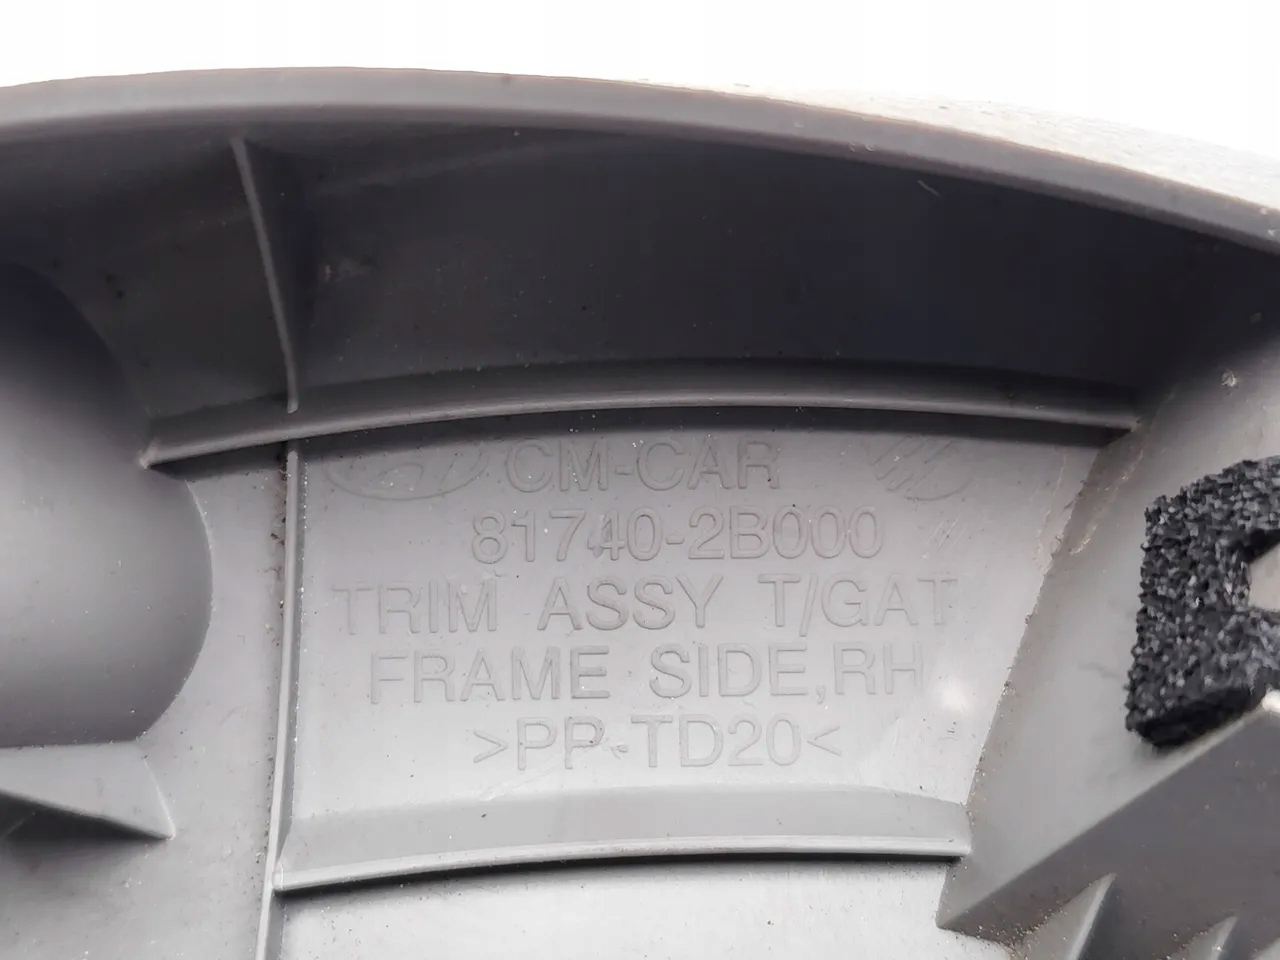 CM-CAR
81740-2B000
TRIM ASSY T/GAT
FRAME SIDE,RH
>PP-TD20<